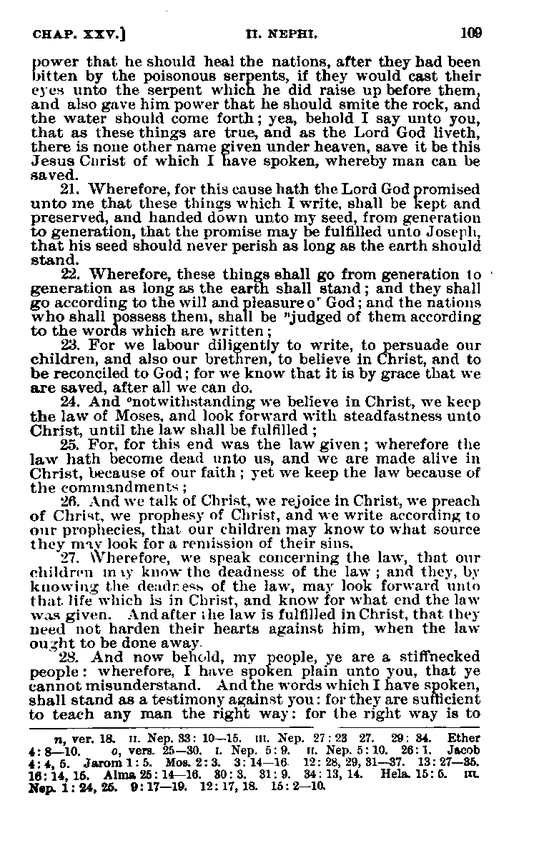 CHAP. XXV.] II. NEPHI. 109
power that he should heal the nations, after they had been
bitten by the poisonous serpents, if they would cast their
eyes unto the serpent which he did raise up before them,
and also gave him power that he should smite the rock, and
the water should come forth; yea, behold I say unto you,
that as these things are true, and as the Lord God liveth,
there is none other name given under heaven, save it be this
Jesus Christ of which I have spoken, whereby man can be
saved.
21. Wherefore, for this cause hath the Lord God promised
unto me that these things which I write, shall be kept and
preserved, and handed down unto my seed, from generation
to generation, that the promise may be fulfilled unto Joseph,
that his seed should never perish as long as the earth should
stand.
22. Wherefore, these things shall go from generation to
generation as long as the earth shall stand; and they shall
go according to the will and pleasure of God; and the nations
who shall possess them, shall be ⁿjudged of them according
to the words which are written;
23. For we labour diligently to write, to persuade our
children, and also our brethren, to believe in Christ, and to
be reconciled to God; for we know that it is by grace that we
are saved, after all we can do.
24. And ᵒnotwithstanding we believe in Christ, we keep
the law of Moses, and look forward with steadfastness unto
Christ, until the law shall be fulfilled;
25. For, for this end was the law given; wherefore the
law hath become dead unto us, and we are made alive in
Christ, because of our faith; yet we keep the law because of
the commandments;
26. And we talk of Christ, we rejoice in Christ, we preach
of Christ, we prophesy of Christ, and we write according to
our prophecies, that our children may know to what source
they may look for a remission of their sins.
27. Wherefore, we speak concerning the law, that our
children may know the deadness of the law; and they, by
knowing the deadness of the law, may look forward unto
that life which is in Christ, and know for what end the law
was given. And after the law is fulfilled in Christ, that they
need not harden their hearts against him, when the law
ought to be done away.
28. And now behold, my people, ye are a stiffnecked
people: wherefore, I have spoken plain unto you, that ye
cannot misunderstand. And the words which I have spoken,
shall stand as a testimony against you: for they are sufficient
to teach any man the right way: for the right way is to
n, ver. 18. II. Nep. 33: 10—15. III. Nep. 27: 23 27. 29: 34. Ether
4: 8—10. o, vers. 25—30. I. Nep. 5: 9. II. Nep. 5: 10. 26: 1. Jacob
4: 4, 5. Jarom 1: 5. Mos. 2: 3. 3: 14—16 12: 28, 29, 31—37. 13: 27—35.
16: 14, 15. Alma 25: 14—16. 30: 3. 31: 9. 34: 13, 14. Hela. 15: 5. III.
Nep. 1: 24, 25. 9: 17—19. 12: 17, 18. 15: 2—10.